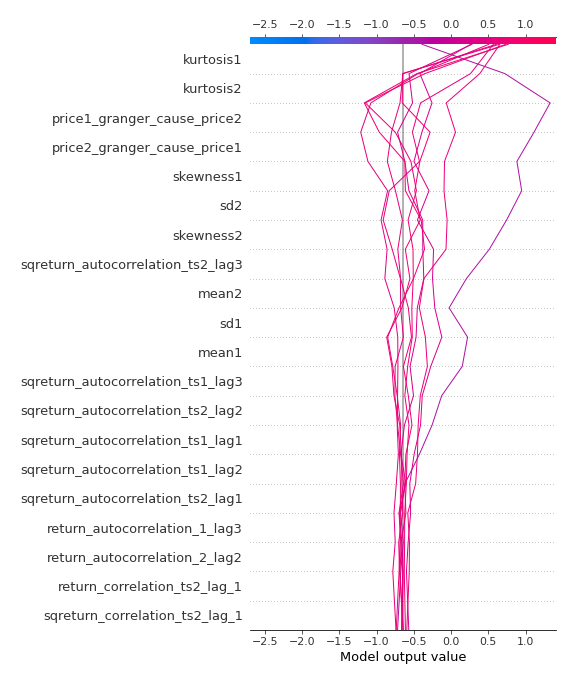 −2.5 −2.0 −1.5 −1.0 −0.5 0.0 0.5 1.0
kurtosis1
kurtosis2
price1_granger_cause_price2
price2_granger_cause_price1
skewness1
sd2
skewness2
sqreturn_autocorrelation_ts2_lag3
mean2
sd1
mean1
sqreturn_autocorrelation_ts1_lag3
sqreturn_autocorrelation_ts2_lag2
sqreturn_autocorrelation_ts1_lag1
sqreturn_autocorrelation_ts1_lag2
sqreturn_autocorrelation_ts2_lag1
return_autocorrelation_1_lag3
return_autocorrelation_2_lag2
return_correlation_ts2_lag_1
sqreturn_correlation_ts2_lag_1
−2.5 −2.0 −1.5 −1.0 −0.5 0.0 0.5 1.0
Model output value